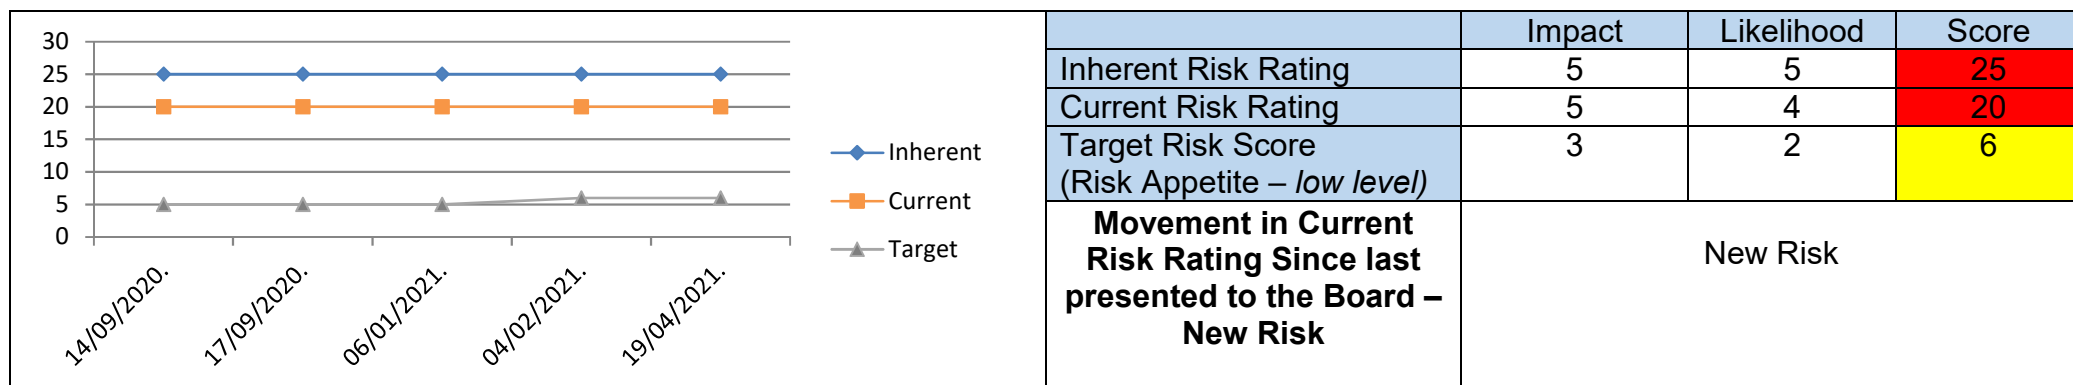 30
25
20
15
10
5
0
14/09/2020.
17/09/2020.
06/01/2021.
04/02/2021.
19/04/2021.
Inherent
Current
Target
Impact Likelihood Score
Inherent Risk Rating 5 5 25
Current Risk Rating 5 4 20
Target Risk Score 3 2 6
(Risk Appetite – low level)
Movement in Current
Risk Rating Since last
presented to the Board –
New Risk
New Risk